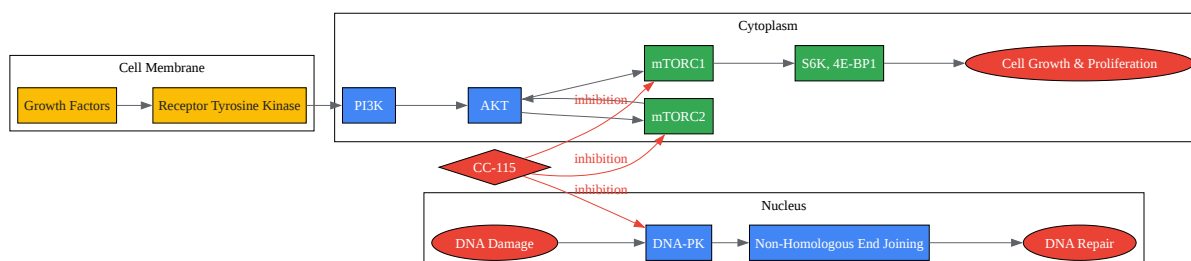 Cytoplasm
Cell Membrane
Growth Factors
Receptor Tyrosine Kinase
PI3K
AKT
mTORC1
S6K, 4E-BP1
Cell Growth & Proliferation
inhibition
mTORC2
CC-115
inhibition
inhibition
Nucleus
DNA Damage
DNA-PK
Non-Homologous End Joining
DNA Repair